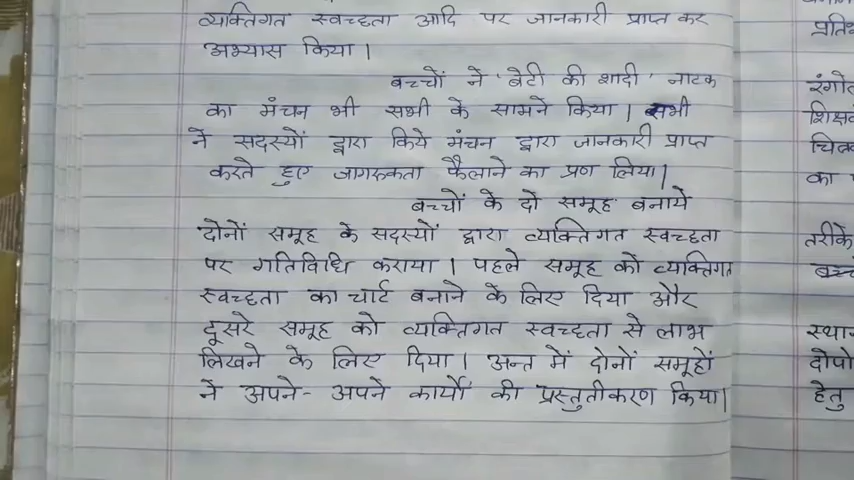 व्यक्तिगत स्वच्छता आदि पर जानकारी प्राप्त कर
अभ्यास किया।
बच्चों ने 'बेटी की शादी' नाटक
का मंचन भी सभी के सामने किया। सभी
ने सदस्यों द्वारा किये मंचन द्वारा जानकारी प्राप्त
करते हुए जागरुकता फैलाने का प्रण लिया।
बच्चों के दो समूह बनाये
दोनों समूह के सदस्यों द्वारा व्यक्तिगत स्वच्छता
पर गतिविधि कराया। पहले समूह को व्यक्तिगत
स्वच्छता का चार्ट बनाने के लिए दिया और
दूसरे समूह को व्यक्तिगत स्वच्छता से लाभ
लिखने के लिए दिया। अन्त में दोनों समूहों
ने अपने- अपने कार्यों की प्रस्तुतीकरण किया।
का
तरीके
हेतु